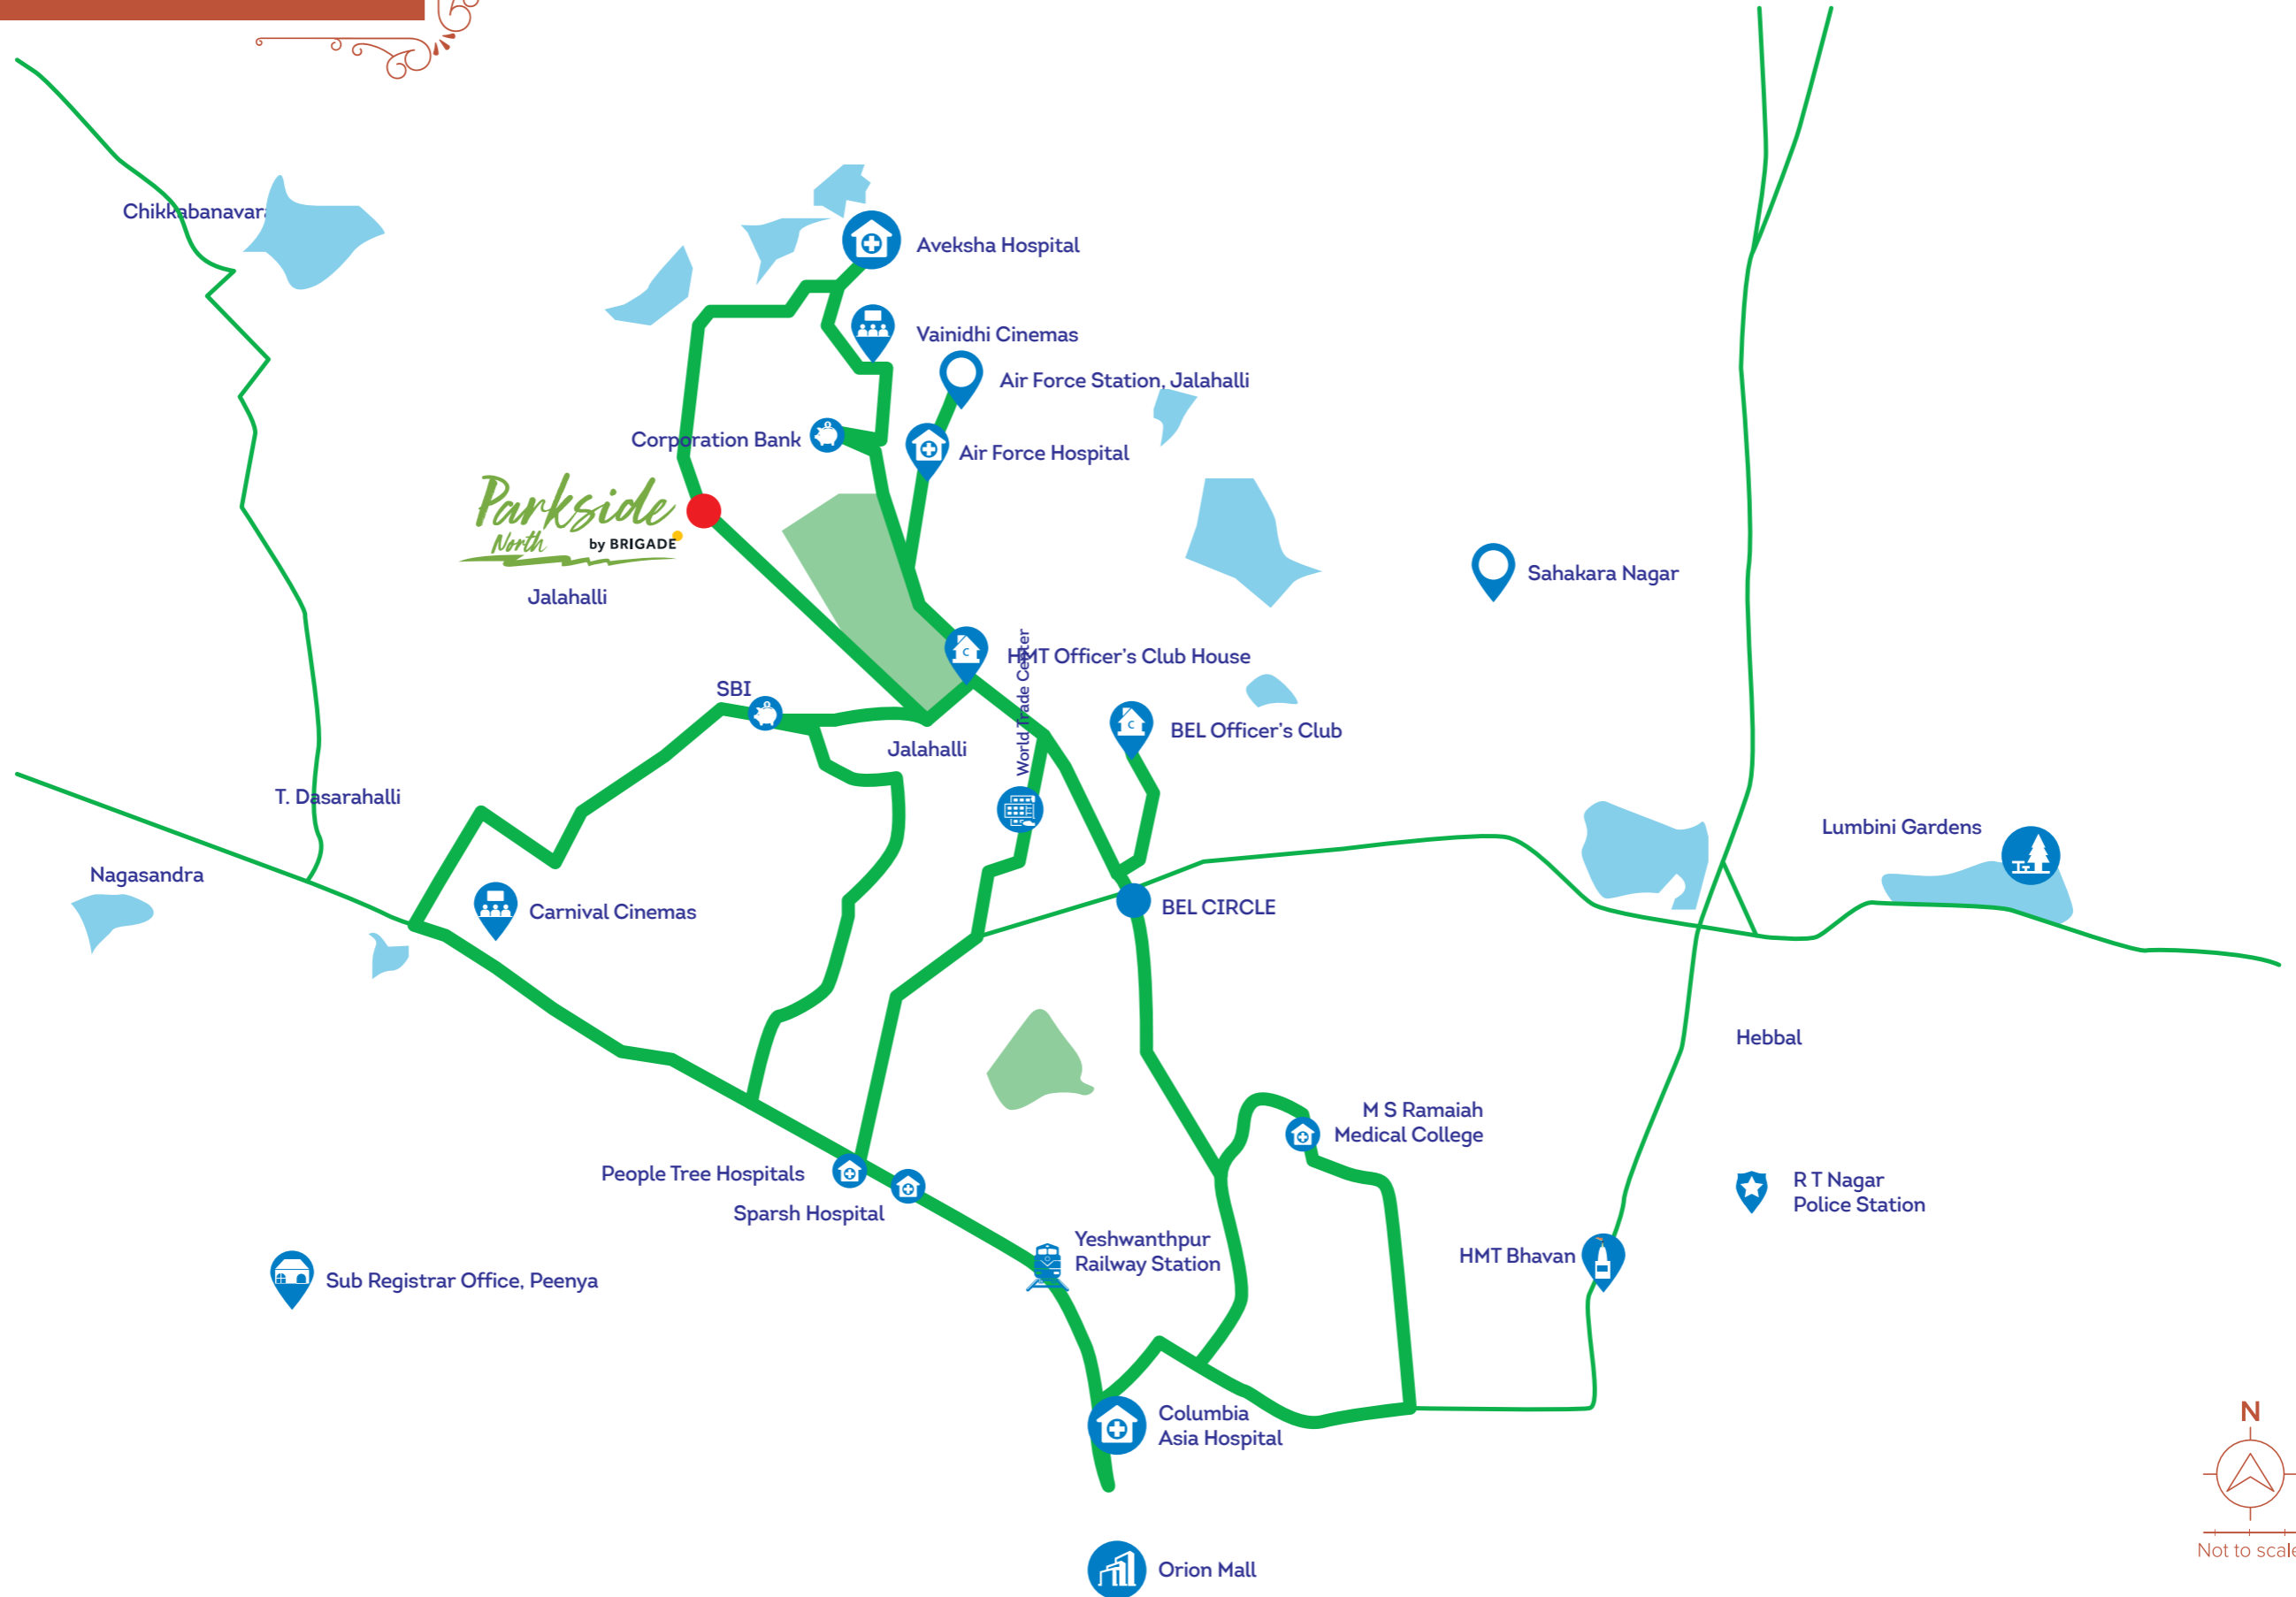 Chikkabanavara
Aveksha Hospital
Vainidhi Cinemas
Air Force Station, Jalahalli
Corporation Bank
Air Force Hospital
Parkside
North
by BRIGADE
Jalahalli
Sahakara Nagar
HMT Officer's Club House
World Trade Center
SBI
C
C
BEL Officer's Club
Jalahalli
T. Dasarahalli
Lumbini Gardens
Nagasandra
Carnival Cinemas
BEL CIRCLE
Hebbal
M S Ramaiah
Medical College
People Tree Hospitals
Sparsh Hospital
R T Nagar
Police Station
Yeshwanthpur
Railway Station
HMT Bhavan
Sub Registrar Office, Peenya
Columbia
Asia Hospital
N
Not to scale
Orion Mall